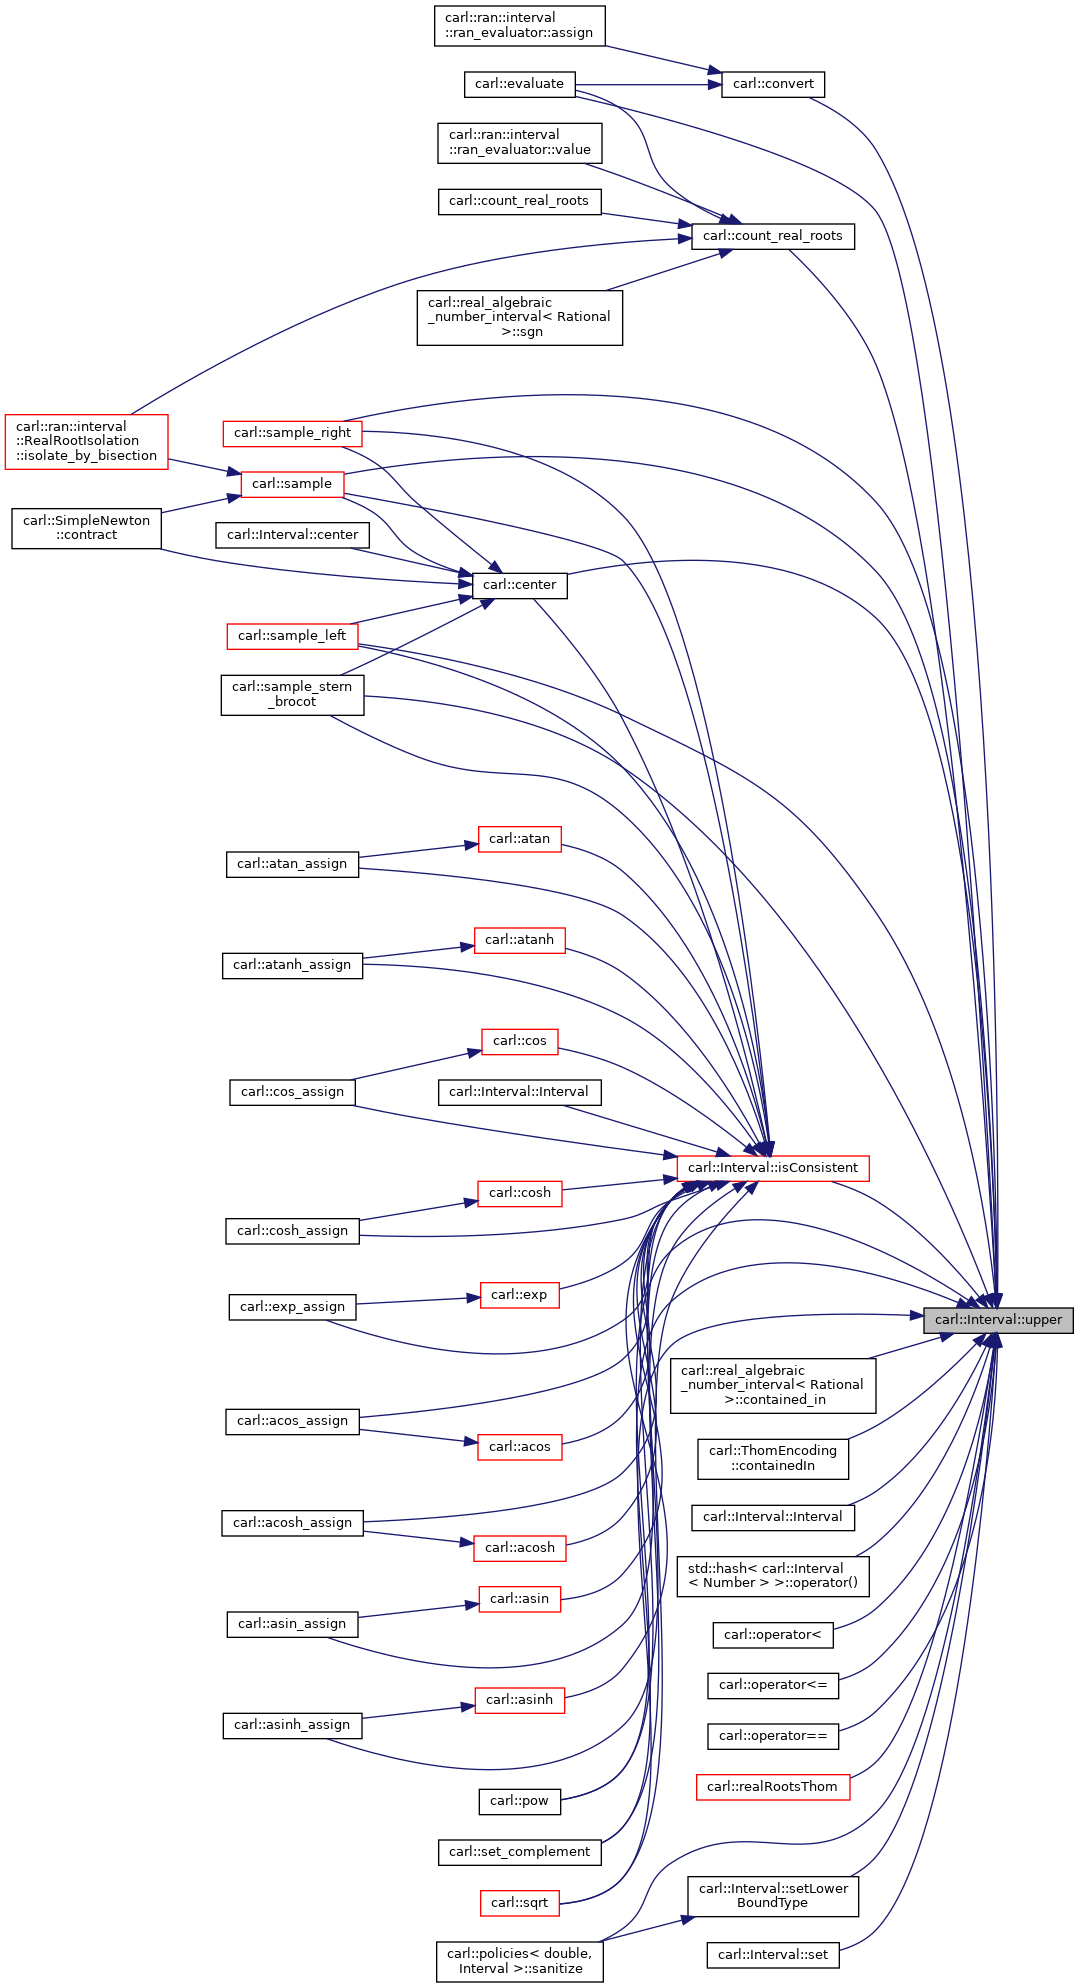 carl::ran::interval
::ran_evaluator::assign
carl::evaluate
carl::convert
carl::ran::interval
::ran_evaluator::value
carl::count_real_roots
carl::count_real_roots
carl::real_algebraic
_number_interval< Rational
>::sgn
carl::ran::interval
::RealRootIsolation
::isolate_by_bisection
carl::sample_right
carl::sample
carl::SimpleNewton
::contract
carl::Interval::center
carl::center
carl::sample_left
carl::sample_stern
_brocot
carl::atan
carl::atan_assign
carl::atanh
carl::atanh_assign
carl::cos
carl::cos_assign
carl::Interval::Interval
carl::Interval::isConsistent
carl::cosh
carl::cosh_assign
carl::exp
carl::exp_assign
carl::Interval::upper
carl::real_algebraic
_number_interval< Rational
>::contained_in
carl::acos_assign
carl::acos
carl::ThomEncoding
::containedIn
carl::Interval::Interval
carl::acosh_assign
carl::acosh
std::hash< carl::Interval
< Number > >::operator()
carl::asin
carl::asin_assign
carl::operator<
carl::operator<=
carl::asinh
carl::asinh_assign
carl::operator==
carl::realRootsThom
carl::pow
carl::set_complement
carl::sqrt
carl::Interval::setLower
BoundType
carl::policies< double,
Interval >::sanitize
carl::Interval::set